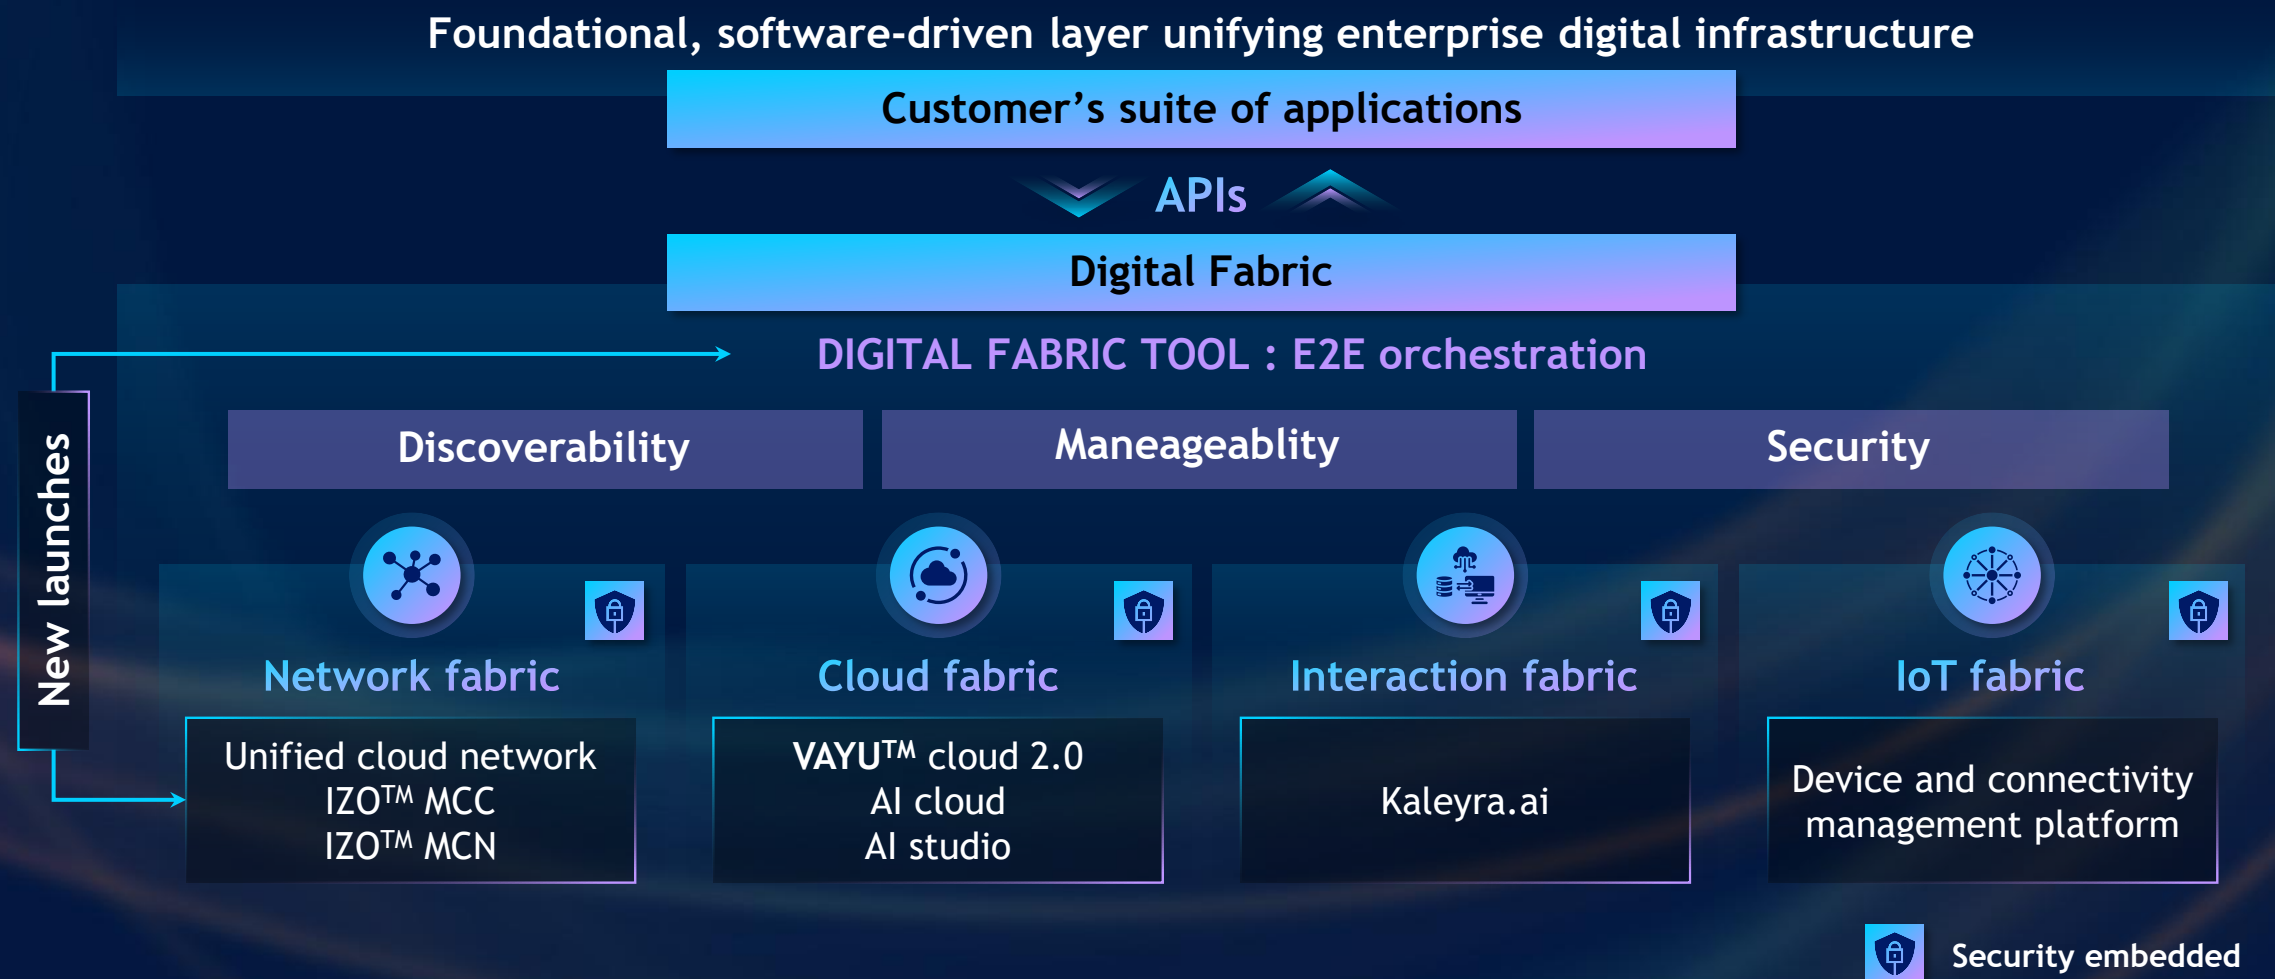 Foundational, software-driven layer unifying enterprise digital infrastructure
Customer’s suite of applications
APIs
Digital Fabric
DIGITAL FABRIC TOOL : E2E orchestration
New launches
Discoverability
Maneageablity
Security
Network fabric
Unified cloud network
IZO™ MCC
IZO™ MCN
Cloud fabric
VAYU™ cloud 2.0
AI cloud
AI studio
Interaction fabric
Kaleyra.ai
IoT fabric
Device and connectivity
management platform
Security embedded